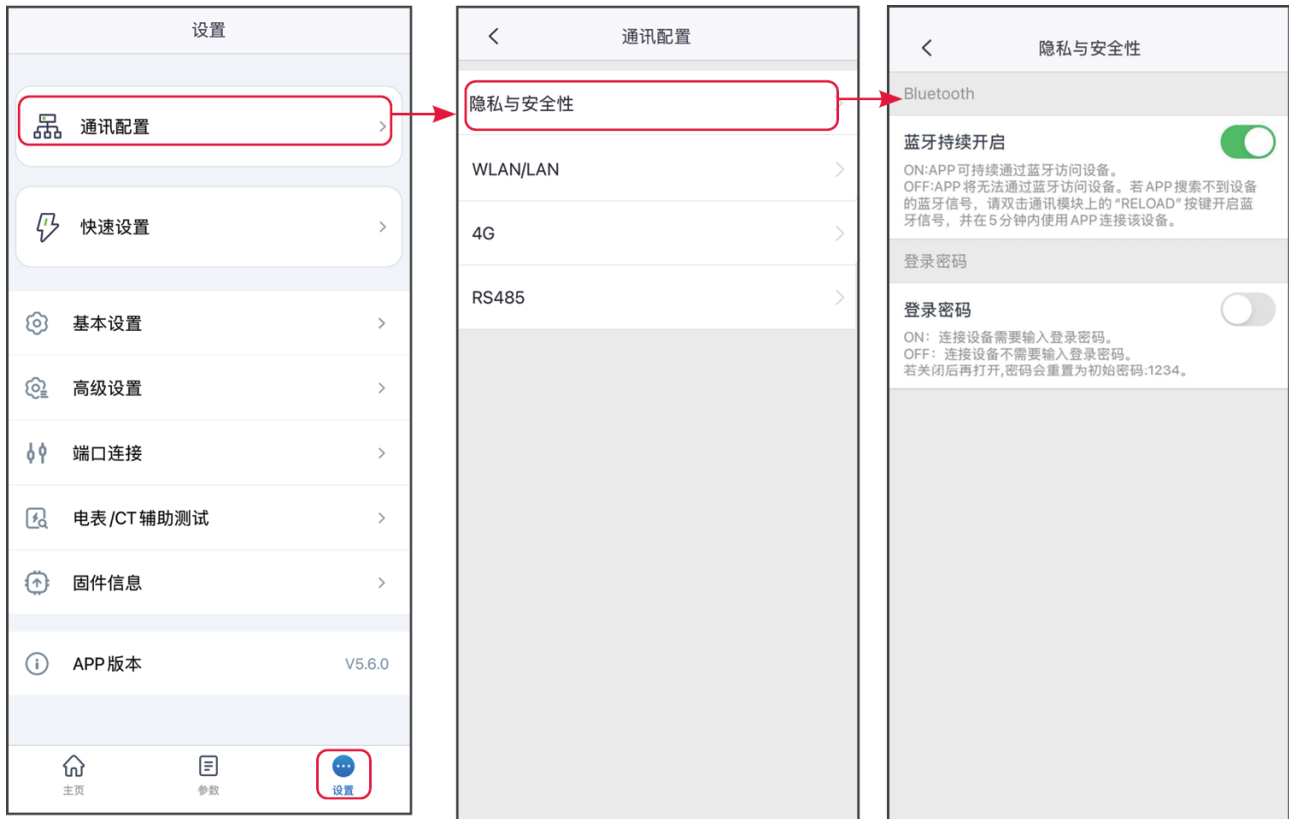 设置
通讯配置
快速设置
基本设置
高级设置
端口连接
电表/CT辅助测试
固件信息
APP版本 V5.6.0
主页 参数 设置
通讯配置
隐私与安全性
WLAN/LAN
4G
RS485
隐私与安全性
Bluetooth
蓝牙持续开启
ON:APP可持续通过蓝牙访问设备。
OFF:APP将无法通过蓝牙访问设备。若APP搜索不到设备
的蓝牙信号，请双击通讯模块上的“RELOAD”按键开启蓝
牙信号，并在5分钟内使用APP连接该设备。
登录密码
登录密码
ON：连接设备需要输入登录密码。
OFF：连接设备不需要输入登录密码。
若关闭后再打开,密码会重置为初始密码:1234。